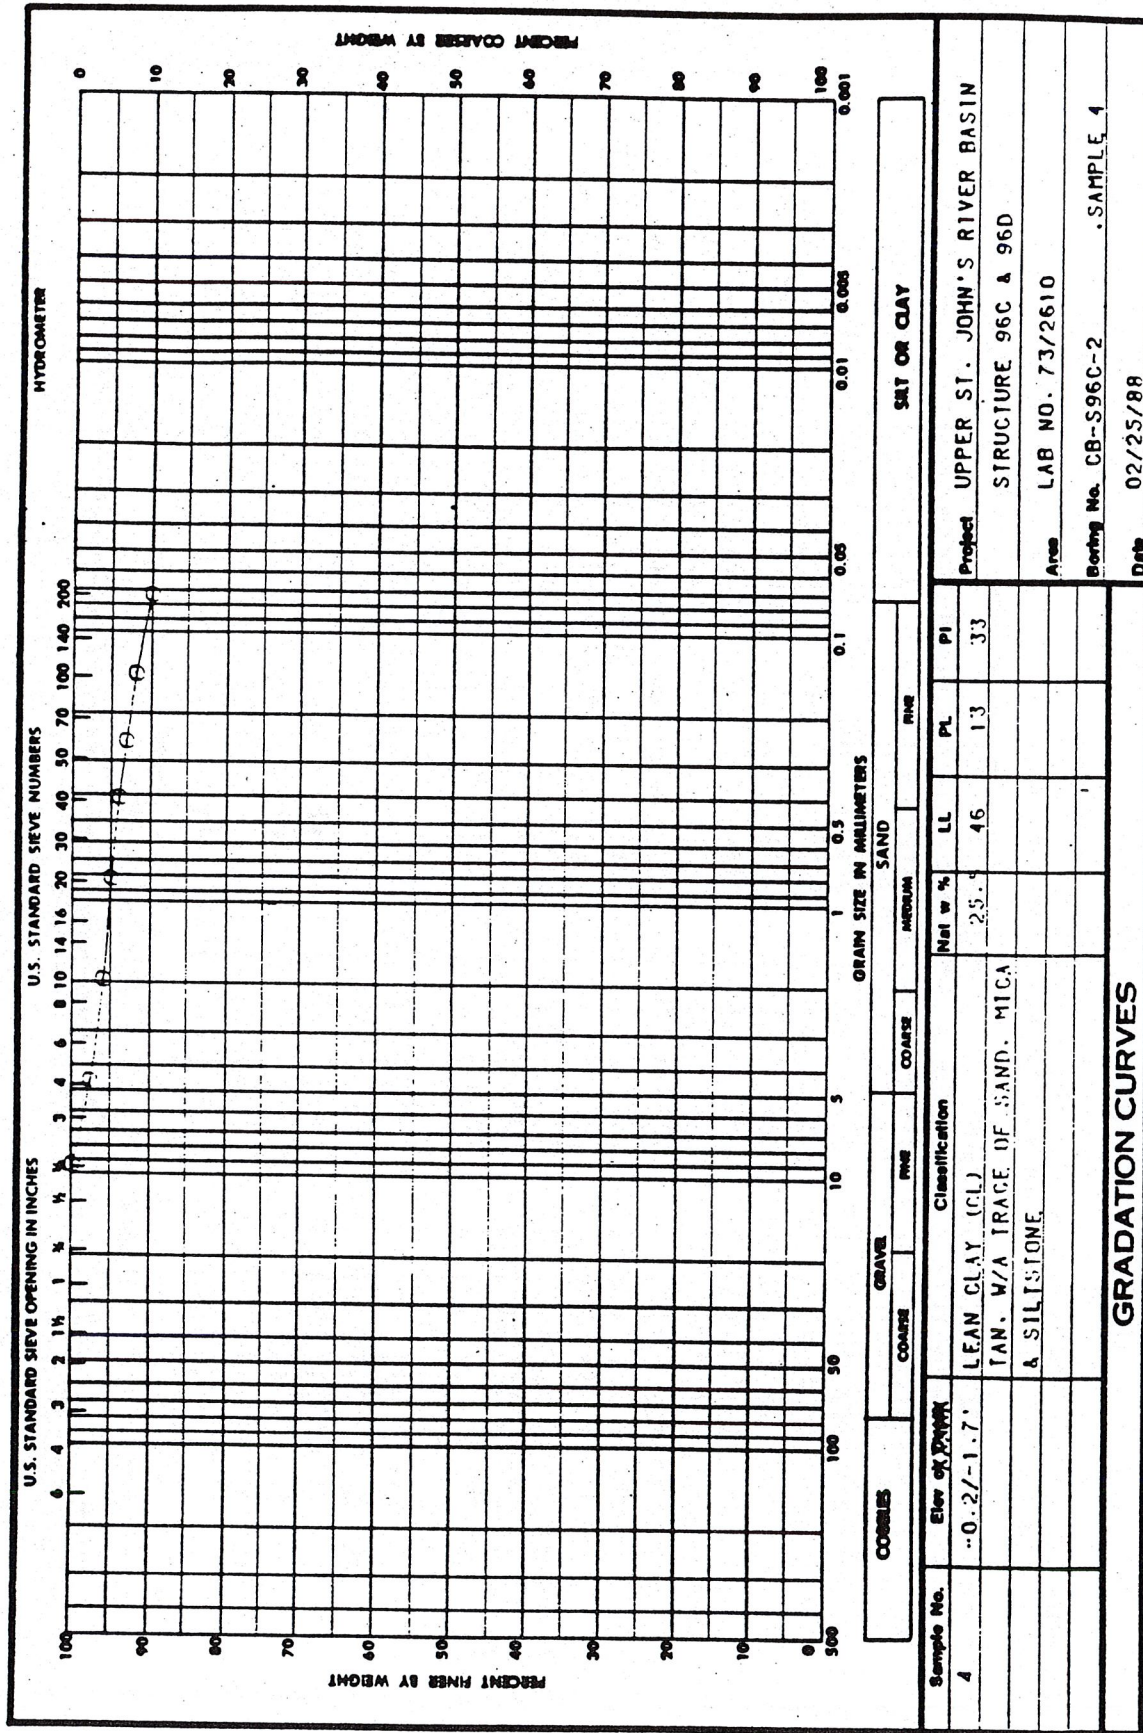 U.S. STANDARD SIEVE OPENING IN INCHES
U.S. STANDARD SIEVE NUMBERS
HYDROMETER
6 4 3 2 1½ 1 ¾ ½ ⅜ 3 4 6 8 10 14 16 20 30 40 50 70 100 140 200
PERCENT FINER BY WEIGHT
100
90
80
70
60
50
40
30
20
10
0
PERCENT COARSER BY WEIGHT
0
10
20
30
40
50
60
70
80
90
100
500 100 50 10 5 1 0.5 0.1 0.05 0.01 0.005 0.001
GRAIN SIZE IN MILLIMETERS
COBBLES
GRAVEL
COARSE
FINE
SAND
COARSE
MEDIUM
FINE
SILT OR CLAY
Sample No.
Elev or
Classification
Nat w %
LL
PL
PI
4
-0.2/-1.7'
LEAN CLAY (CL)
25.
46
13
33
TAN. W/A TRACE OF SAND. MICA
& SILTSTONE.
Project UPPER ST. JOHN'S RIVER BASIN
STRUCTURE 96C & 96D
Area LAB NO. 73/2610
Boring No. CB-S96C-2 .SAMPLE 4
Date 02/25/88
GRADATION CURVES